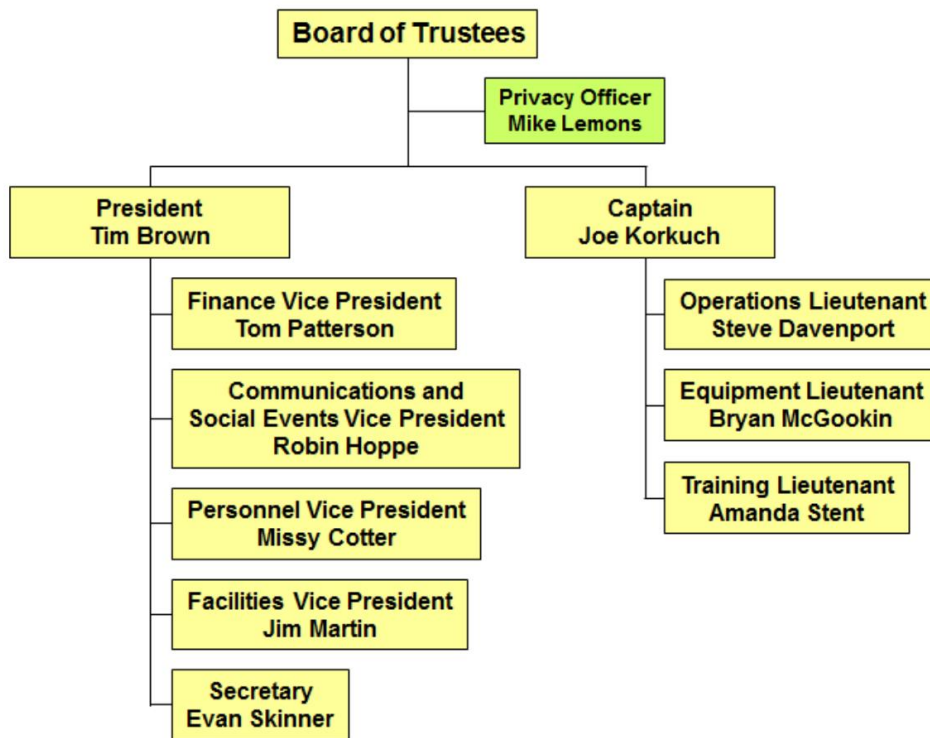 Board of Trustees
Privacy Officer
Mike Lemons
President
Tim Brown
Finance Vice President
Tom Patterson
Communications and
Social Events Vice President
Robin Hoppe
Personnel Vice President
Missy Cotter
Facilities Vice President
Jim Martin
Secretary
Evan Skinner
Captain
Joe Korkuch
Operations Lieutenant
Steve Davenport
Equipment Lieutenant
Bryan McGookin
Training Lieutenant
Amanda Stent